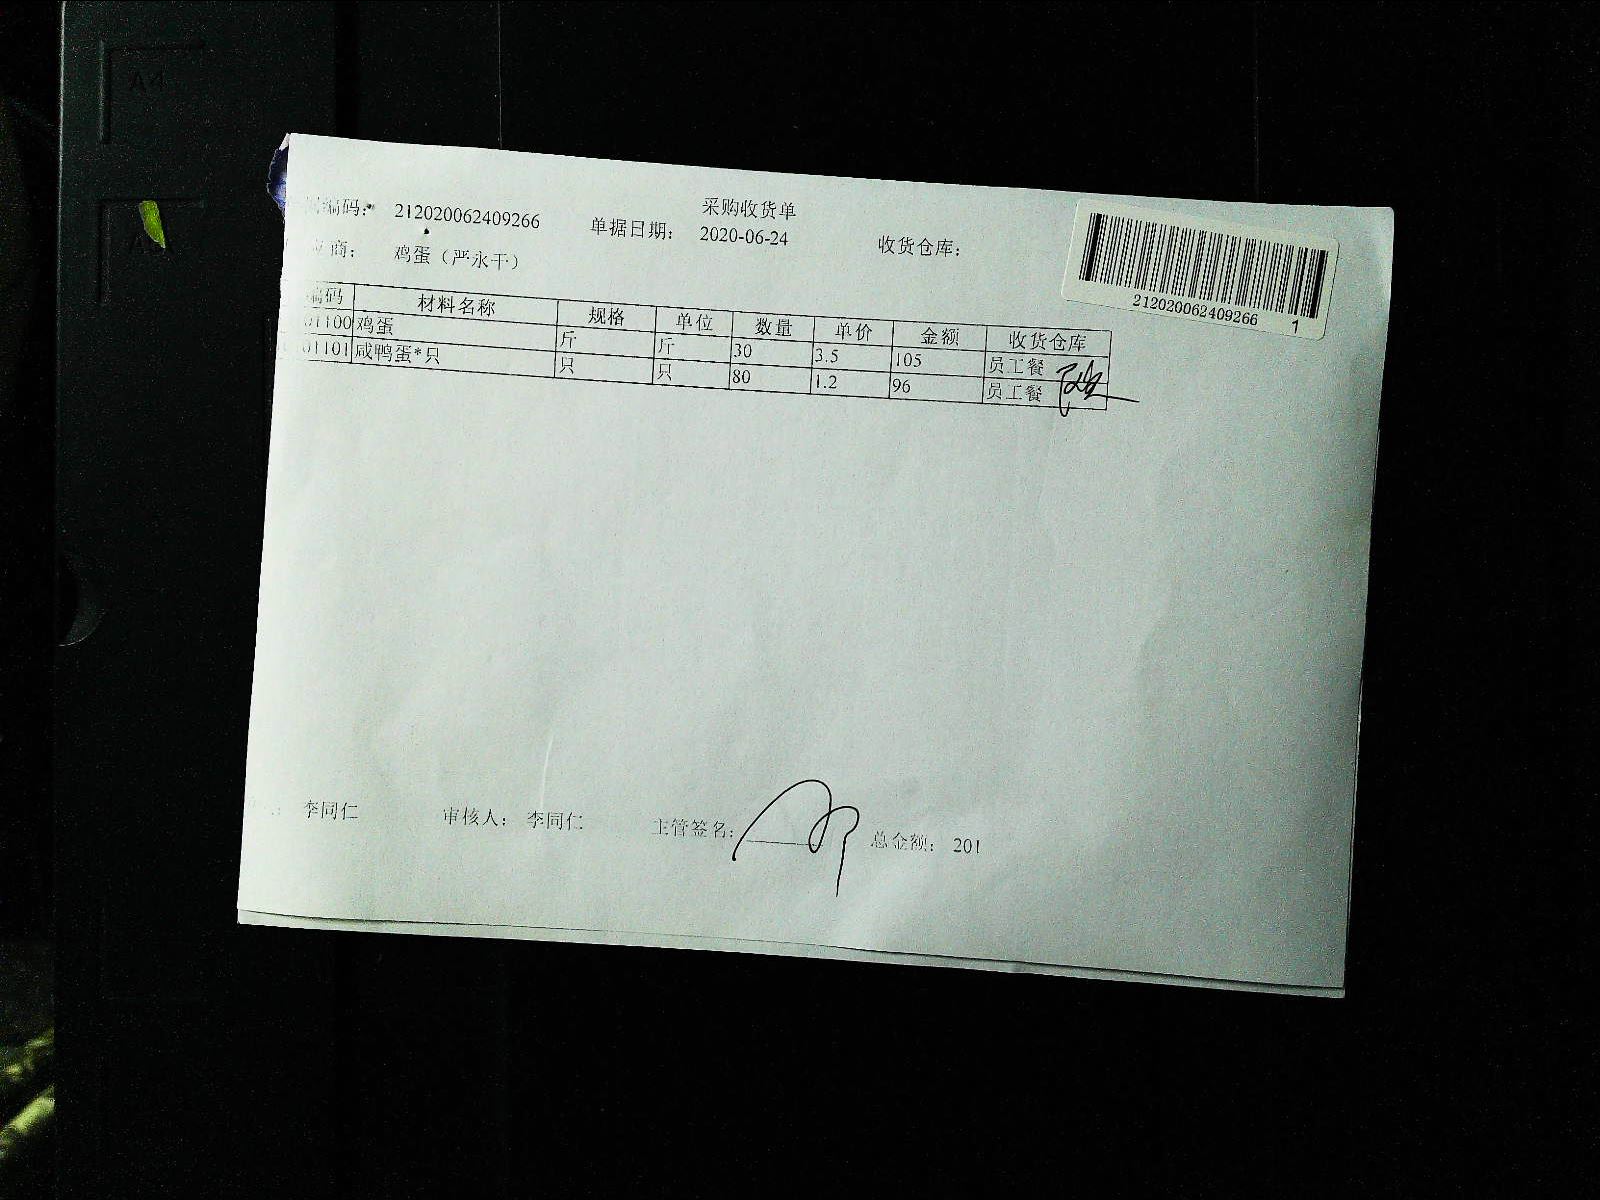 采购收货单
编码: 212020062409266 单据日期: 2020-06-24 收货仓库:
商: 鸡蛋（严永干）
212020062409266 1
编码 材料名称 规格 单位 数量 单价 金额 收货仓库
01100 鸡蛋 斤 斤 30 3.5 105 员工餐
01101 咸鸭蛋*只 只 只 80 1.2 96 员工餐
李同仁 审核人: 李同仁 主管签名: 总金额: 201
A4